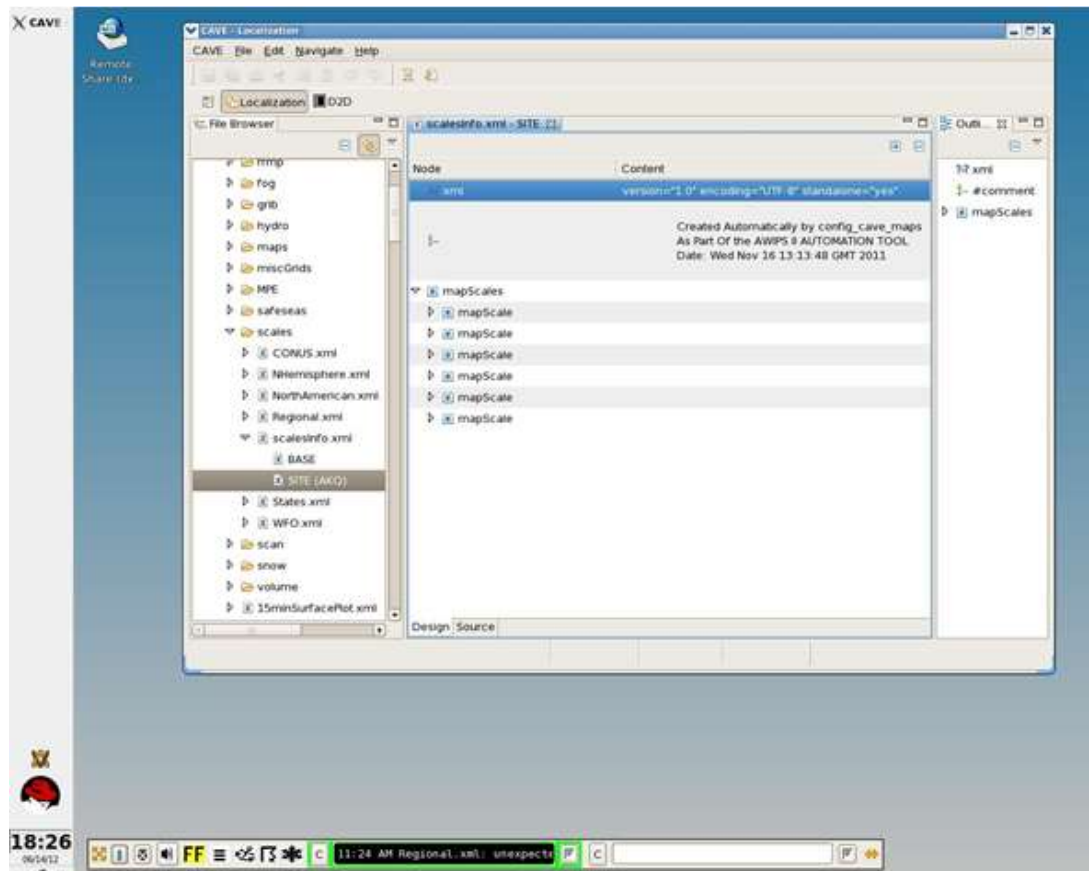 X CAVE
Remote
CAVE - Localization
CAVE File Edit Navigate Help
Localization D2D
File Browser
scalesInfo.xml - SITE
Outl...
Node Content
xml version="1.0" encoding="UTF-8" standalone="yes"
Created Automatically by config_cave_maps
As Part Of the AWIPS II AUTOMATION TOOL
Date: Wed Nov 16 13:13:48 GMT 2011
mapScales
mapScale
mapScale
mapScale
mapScale
mapScale
mapScale
ffmp
fog
grib
hydro
maps
miscGrids
MPE
safeseas
scales
CONUS.xml
NHemisphere.xml
NorthAmerican.xml
Regional.xml
scalesInfo.xml
BASE
SITE (AKQ)
States.xml
WFO.xml
scan
snow
volume
15minSurfacePlot.xml
?=? xml
#comment
mapScales
Design Source
18:26
06/14/12
FF
C
11:24 AM Regional.xml: unexpecte
C